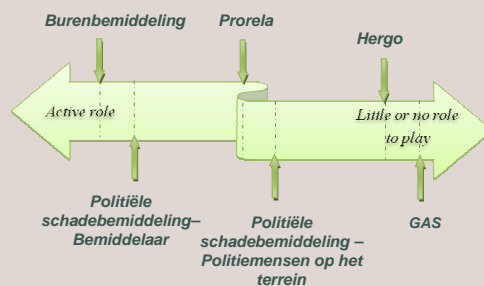 Burenbemiddeling
Prorela
Hergo
Active role
Little or no role
to play
Politiële
schadebemiddeling–
Bemiddelaar
Politiële
schadebemiddeling –
Politiemensen op het
terrein
GAS